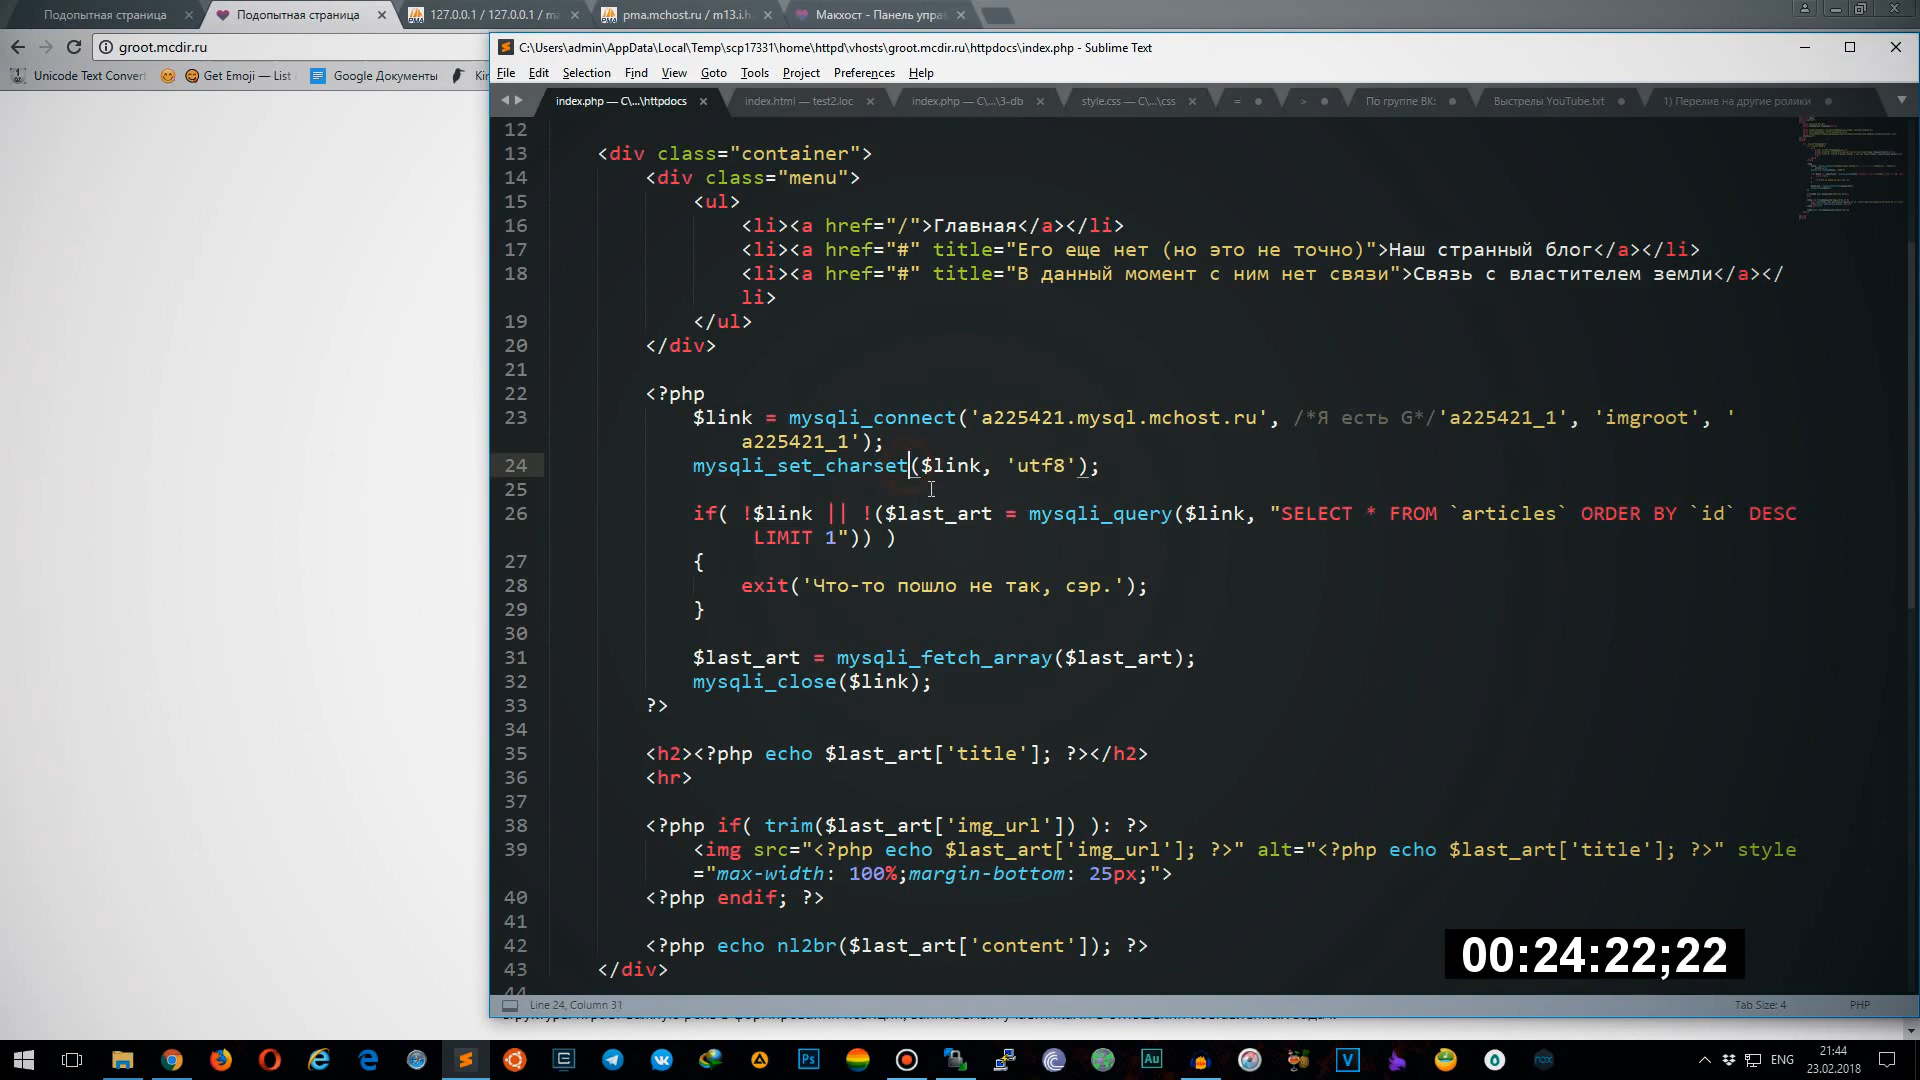 Подопытная страница
Подопытная страница
127.0.0.1 / 127.0.0.1 / m
pma.mchost.ru / m13.i.h
Макхост - Панель управ
groot.mcdir.ru
Unicode Text Convert
Get Emoji — List
Google Документы
C:\Users\admin\AppData\Local\Temp\scp17331\home\httpd\vhosts\groot.mcdir.ru\httpdocs\index.php - Sublime Text
File Edit Selection Find View Goto Tools Project Preferences Help
index.php — C:\...\httpdocs
index.html — test2.loc
index.php — C:\...\3-db
style.css — C:\...\css
=
>
По группе ВК:
Выстрелы YouTube.txt
1) Перелив на другие ролики
12
13 <div class="container">
14 <div class="menu">
15 <ul>
16 <li><a href="/">Главная</a></li>
17 <li><a href="#" title="Его еще нет (но это не точно)">Наш странный блог</a></li>
18 <li><a href="#" title="В данный момент с ним нет связи">Связь с властителем земли</a></
li>
19 </ul>
20 </div>
21
22 <?php
23 $link = mysqli_connect('a225421.mysql.mchost.ru', /*Я есть G*/'a225421_1', 'imgroot', '
a225421_1');
24 mysqli_set_charset($link, 'utf8');
25
26 if( !$link || !($last_art = mysqli_query($link, "SELECT * FROM `articles` ORDER BY `id` DESC
LIMIT 1")) )
27 {
28 exit('Что-то пошло не так, сэр.');
29 }
30
31 $last_art = mysqli_fetch_array($last_art);
32 mysqli_close($link);
33 ?>
34
35 <h2><?php echo $last_art['title']; ?></h2>
36 <hr>
37
38 <?php if( trim($last_art['img_url']) ): ?>
39 <img src="<?php echo $last_art['img_url']; ?>" alt="<?php echo $last_art['title']; ?>" style
="max-width: 100%;margin-bottom: 25px;">
40 <?php endif; ?>
41
42 <?php echo nl2br($last_art['content']); ?>
43 </div>
44
00:24:22;22
Line 24, Column 31
Tab Size: 4
PHP
ENG
21:44
23.02.2018